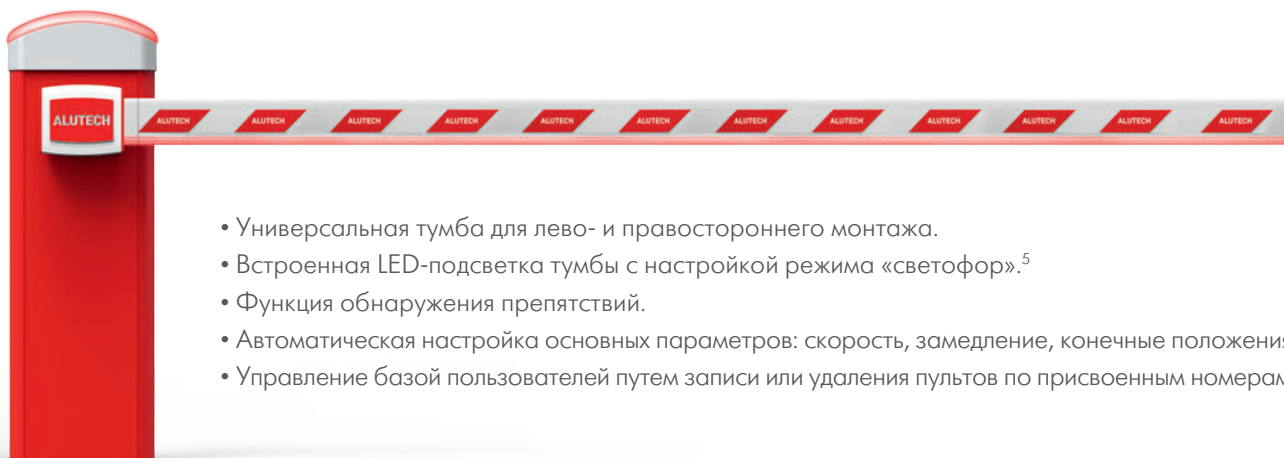 ALUTECH ALUTECH ALUTECH ALUTECH ALUTECH ALUTECH ALUTECH ALUTECH ALUTECH ALUTECH ALUTECH ALUTECH ALUTECH
• Универсальная тумба для лево- и правостороннего монтажа.
• Встроенная LED-подсветка тумбы с настройкой режима «светофор».⁵
• Функция обнаружения препятствий.
• Автоматическая настройка основных параметров: скорость, замедление, конечные положения
• Управление базой пользователей путем записи или удаления пультов по присвоенным номерам